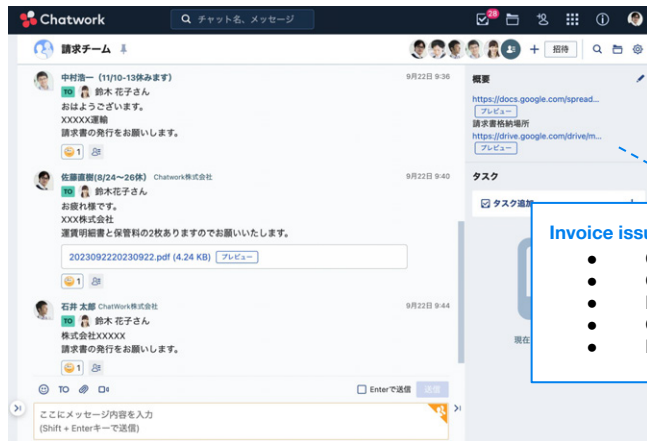 Chatwork
チャット名、メッセージ
28
請求チーム
招待
中村浩一（11/10-13休みます）
9月22日 9:36
TO 鈴木 花子さん
おはようございます。
XXXXX運輸
請求書の発行をお願いします。
1
佐藤直樹(8/24~26休) Chatwork株式会社
9月22日 9:40
TO 鈴木花子さん
お疲れ様です。
XXX株式会社
運賃明細書と保管料の2枚ありますのでお願いいたします。
2023092220230922.pdf (4.24 KB) プレビュー
1
石井 太郎 ChatWork株式会社
9月22日 9:44
TO 鈴木 花子さん
株式会社XXXXX
請求書の発行をお願いします。
1
TO
Enterで送信 送信
ここにメッセージ内容を入力
(Shift + Enterキーで送信)
概要
https://docs.google.com/spread...
プレビュー
請求書格納場所
https://drive.google.com/drive/m...
プレビュー
タスク
タスク追加
現在
Invoice issu